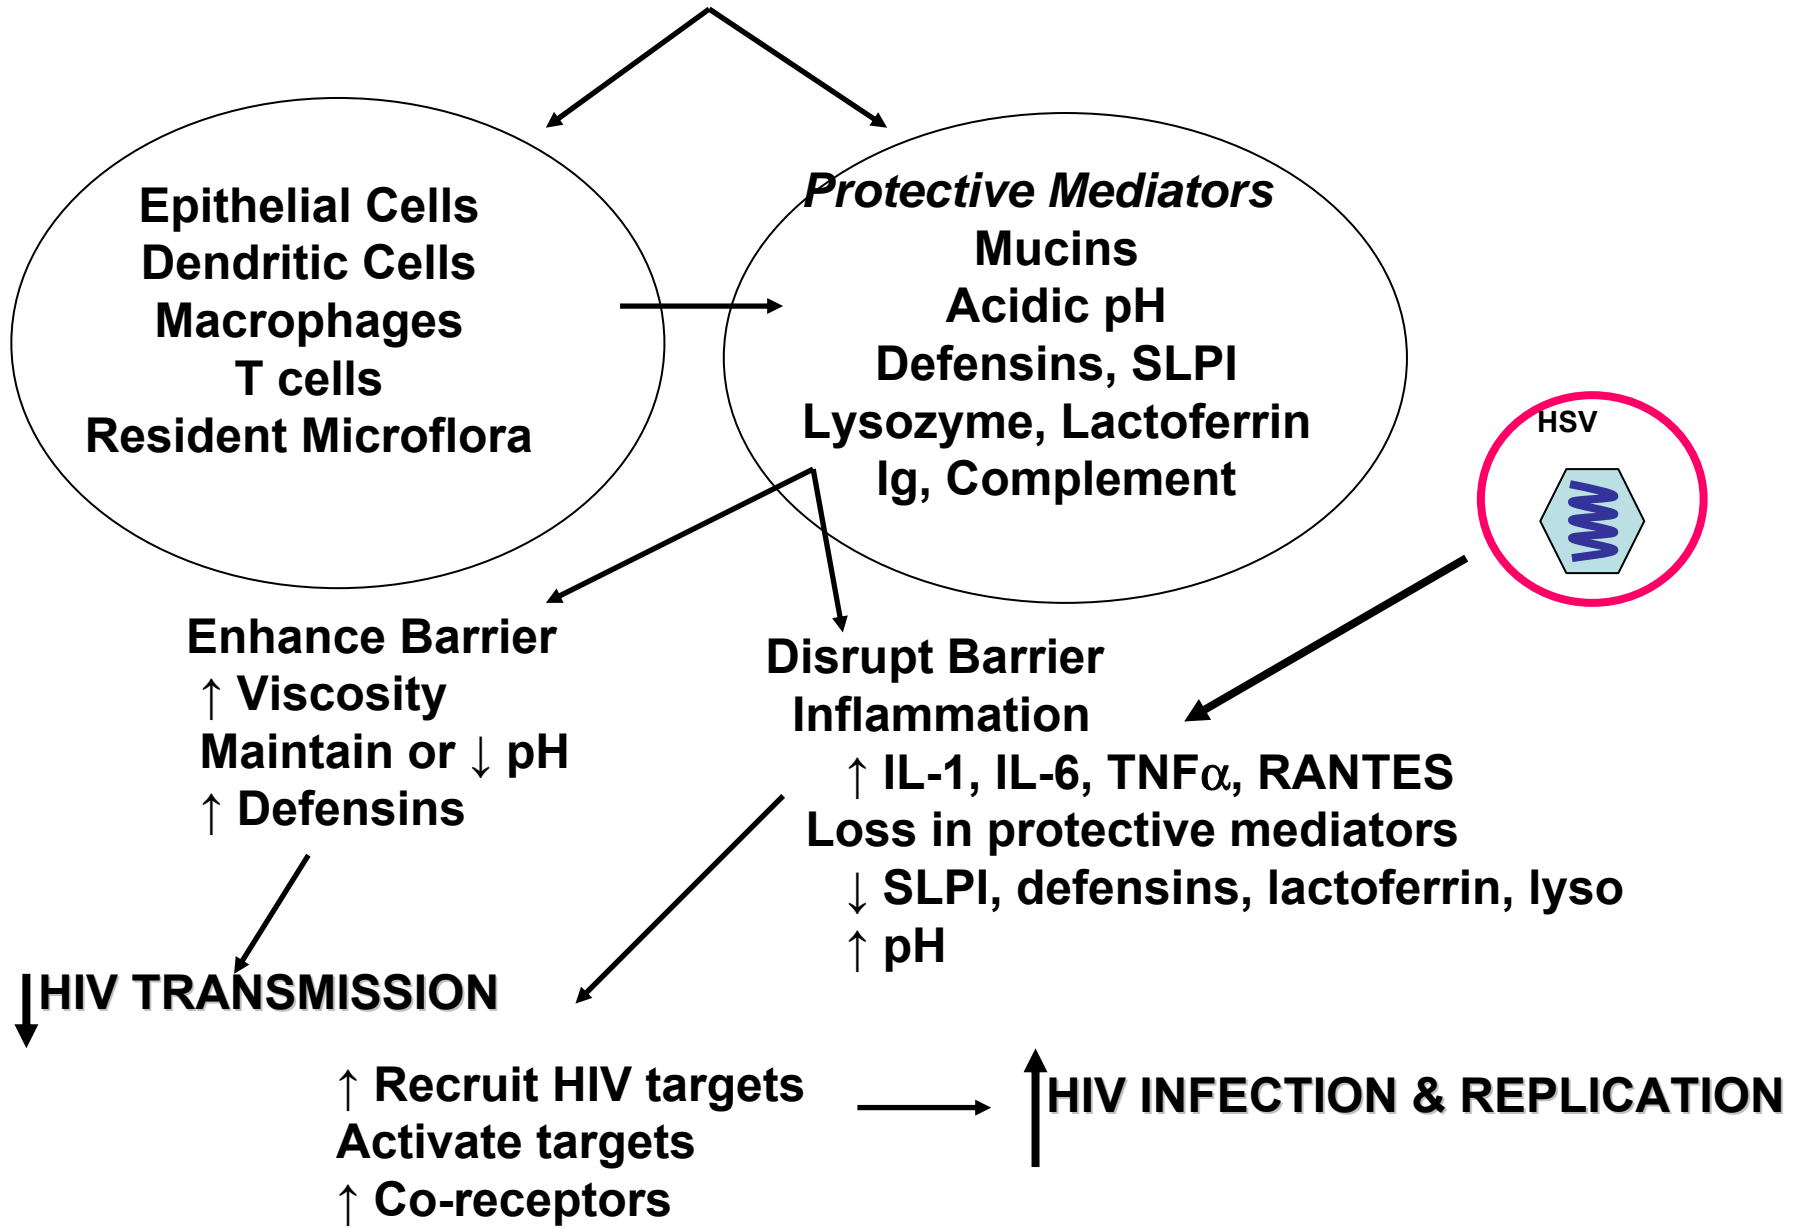 Epithelial Cells
Dendritic Cells
Macrophages
T cells
Resident Microflora
Protective Mediators
Mucins
Acidic pH
Defensins, SLPI
Lysozyme, Lactoferrin
Ig, Complement
HSV
Enhance Barrier
↑ Viscosity
Maintain or ↓ pH
↑ Defensins
Disrupt Barrier
Inflammation
↑ IL-1, IL-6, TNFα, RANTES
Loss in protective mediators
↓ SLPI, defensins, lactoferrin, lyso
↑ pH
↓HIV TRANSMISSION
↑ Recruit HIV targets
Activate targets
↑ Co-receptors
↑HIV INFECTION & REPLICATION